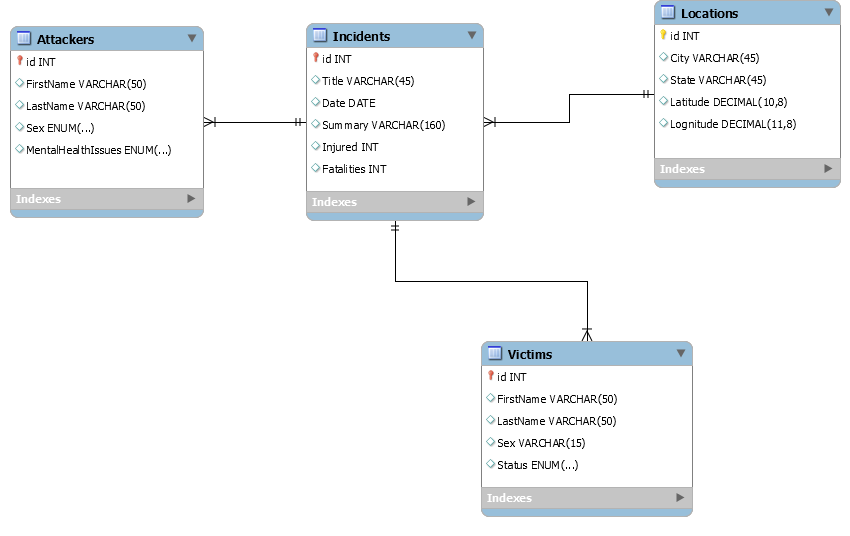 Attackers
id INT
FirstName VARCHAR(50)
LastName VARCHAR(50)
Sex ENUM(...)
MentalHealthIssues ENUM(...)
Indexes
Incidents
id INT
Title VARCHAR(45)
Date DATE
Summary VARCHAR(160)
Injured INT
Fatalities INT
Indexes
Locations
id INT
City VARCHAR(45)
State VARCHAR(45)
Latitude DECIMAL(10,8)
Lognitude DECIMAL(11,8)
Indexes
Victims
id INT
FirstName VARCHAR(50)
LastName VARCHAR(50)
Sex VARCHAR(15)
Status ENUM(...)
Indexes